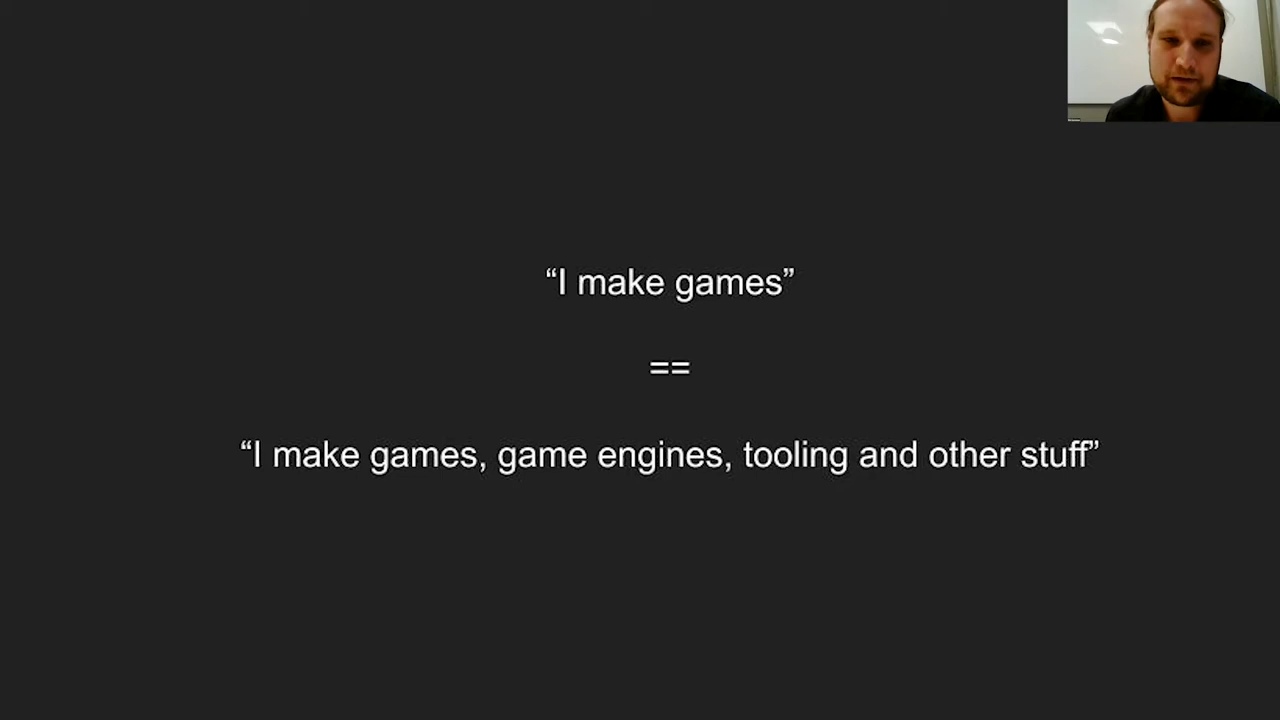 “I make games”
==
“I make games, game engines, tooling and other stuff”